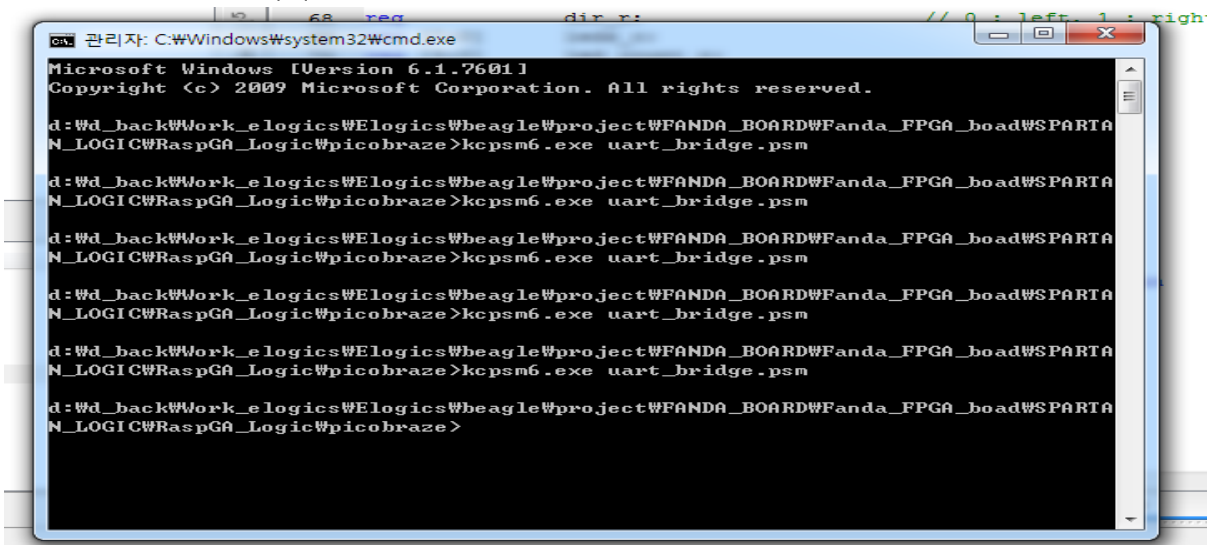 68 reg dir_r; // 0 : left, 1 : righ
관리자: C:₩Windows₩system32₩cmd.exe
Microsoft Windows [Version 6.1.7601]
Copyright (c) 2009 Microsoft Corporation. All rights reserved.
d:₩d_back₩Work_elogics₩Elogics₩beagle₩project₩FANDA_BOARD₩Fanda_FPGA_boad₩SPARTA
N_LOGIC₩RaspGA_Logic₩picobraze>kcpsm6.exe uart_bridge.psm
d:₩d_back₩Work_elogics₩Elogics₩beagle₩project₩FANDA_BOARD₩Fanda_FPGA_boad₩SPARTA
N_LOGIC₩RaspGA_Logic₩picobraze>kcpsm6.exe uart_bridge.psm
d:₩d_back₩Work_elogics₩Elogics₩beagle₩project₩FANDA_BOARD₩Fanda_FPGA_boad₩SPARTA
N_LOGIC₩RaspGA_Logic₩picobraze>kcpsm6.exe uart_bridge.psm
d:₩d_back₩Work_elogics₩Elogics₩beagle₩project₩FANDA_BOARD₩Fanda_FPGA_boad₩SPARTA
N_LOGIC₩RaspGA_Logic₩picobraze>kcpsm6.exe uart_bridge.psm
d:₩d_back₩Work_elogics₩Elogics₩beagle₩project₩FANDA_BOARD₩Fanda_FPGA_boad₩SPARTA
N_LOGIC₩RaspGA_Logic₩picobraze>kcpsm6.exe uart_bridge.psm
d:₩d_back₩Work_elogics₩Elogics₩beagle₩project₩FANDA_BOARD₩Fanda_FPGA_boad₩SPARTA
N_LOGIC₩RaspGA_Logic₩picobraze>